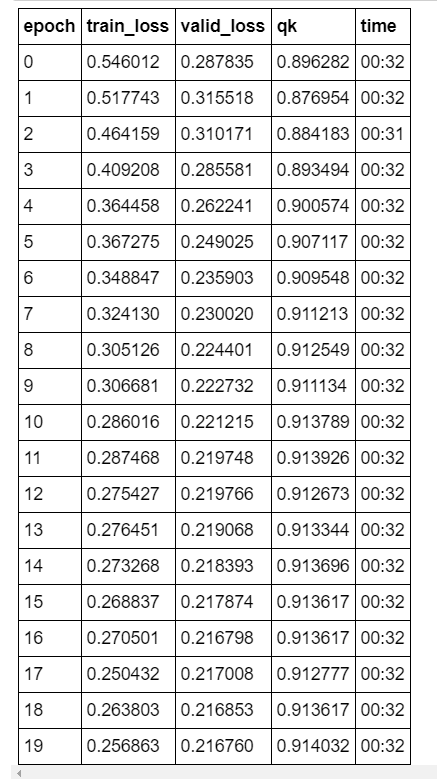 epoch train_loss valid_loss qk time
0 0.546012 0.287835 0.896282 00:32
1 0.517743 0.315518 0.876954 00:32
2 0.464159 0.310171 0.884183 00:31
3 0.409208 0.285581 0.893494 00:32
4 0.364458 0.262241 0.900574 00:32
5 0.367275 0.249025 0.907117 00:32
6 0.348847 0.235903 0.909548 00:32
7 0.324130 0.230020 0.911213 00:32
8 0.305126 0.224401 0.912549 00:32
9 0.306681 0.222732 0.911134 00:32
10 0.286016 0.221215 0.913789 00:32
11 0.287468 0.219748 0.913926 00:32
12 0.275427 0.219766 0.912673 00:32
13 0.276451 0.219068 0.913344 00:32
14 0.273268 0.218393 0.913696 00:32
15 0.268837 0.217874 0.913617 00:32
16 0.270501 0.216798 0.913617 00:32
17 0.250432 0.217008 0.912777 00:32
18 0.263803 0.216853 0.913617 00:32
19 0.256863 0.216760 0.914032 00:32